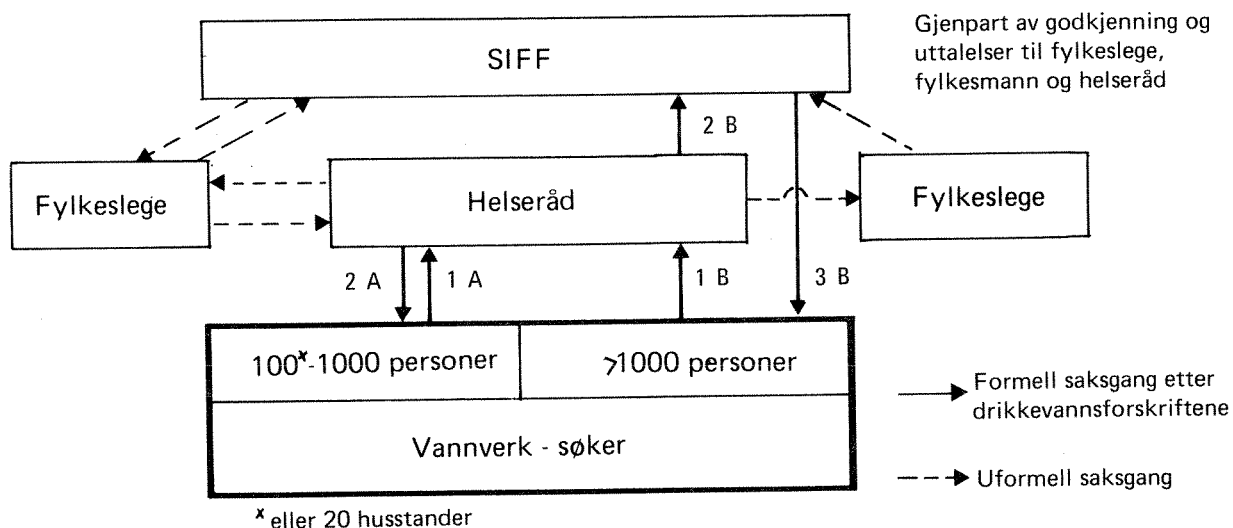 Gjenpart av godkjenning og
uttalelser til fylkeslege,
fylkesmann og helseråd
SIFF
2 B
Fylkeslege
Helseråd
Fylkeslege
2 A
1 A
1 B
3 B
100ˣ-1000 personer
>1000 personer
Vannverk - søker
Formell saksgang etter
drikkevannsforskriftene
Uformell saksgang
ˣ eller 20 husstander